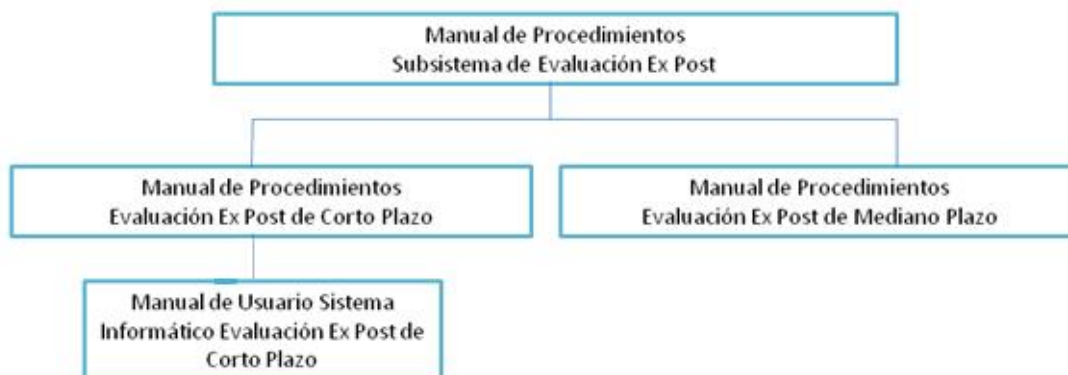 Manual de Procedimientos
Subsistema de Evaluación Ex Post
Manual de Procedimientos
Evaluación Ex Post de Corto Plazo
Manual de Procedimientos
Evaluación Ex Post de Mediano Plazo
Manual de Usuario Sistema
Informático Evaluación Ex Post de
Corto Plazo